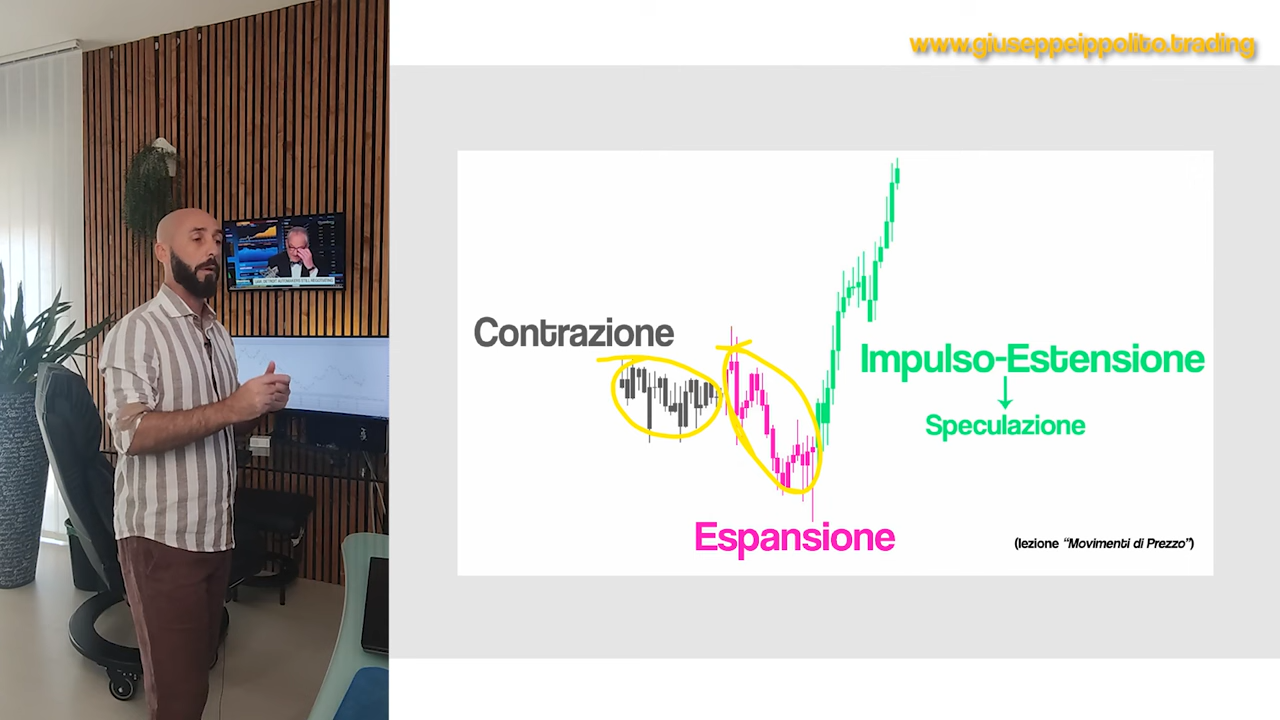 www.giuseppeippolito.trading
Contrazione
Impulso-Estensione
Speculazione
Espansione
(lezione “Movimenti di Prezzo”)